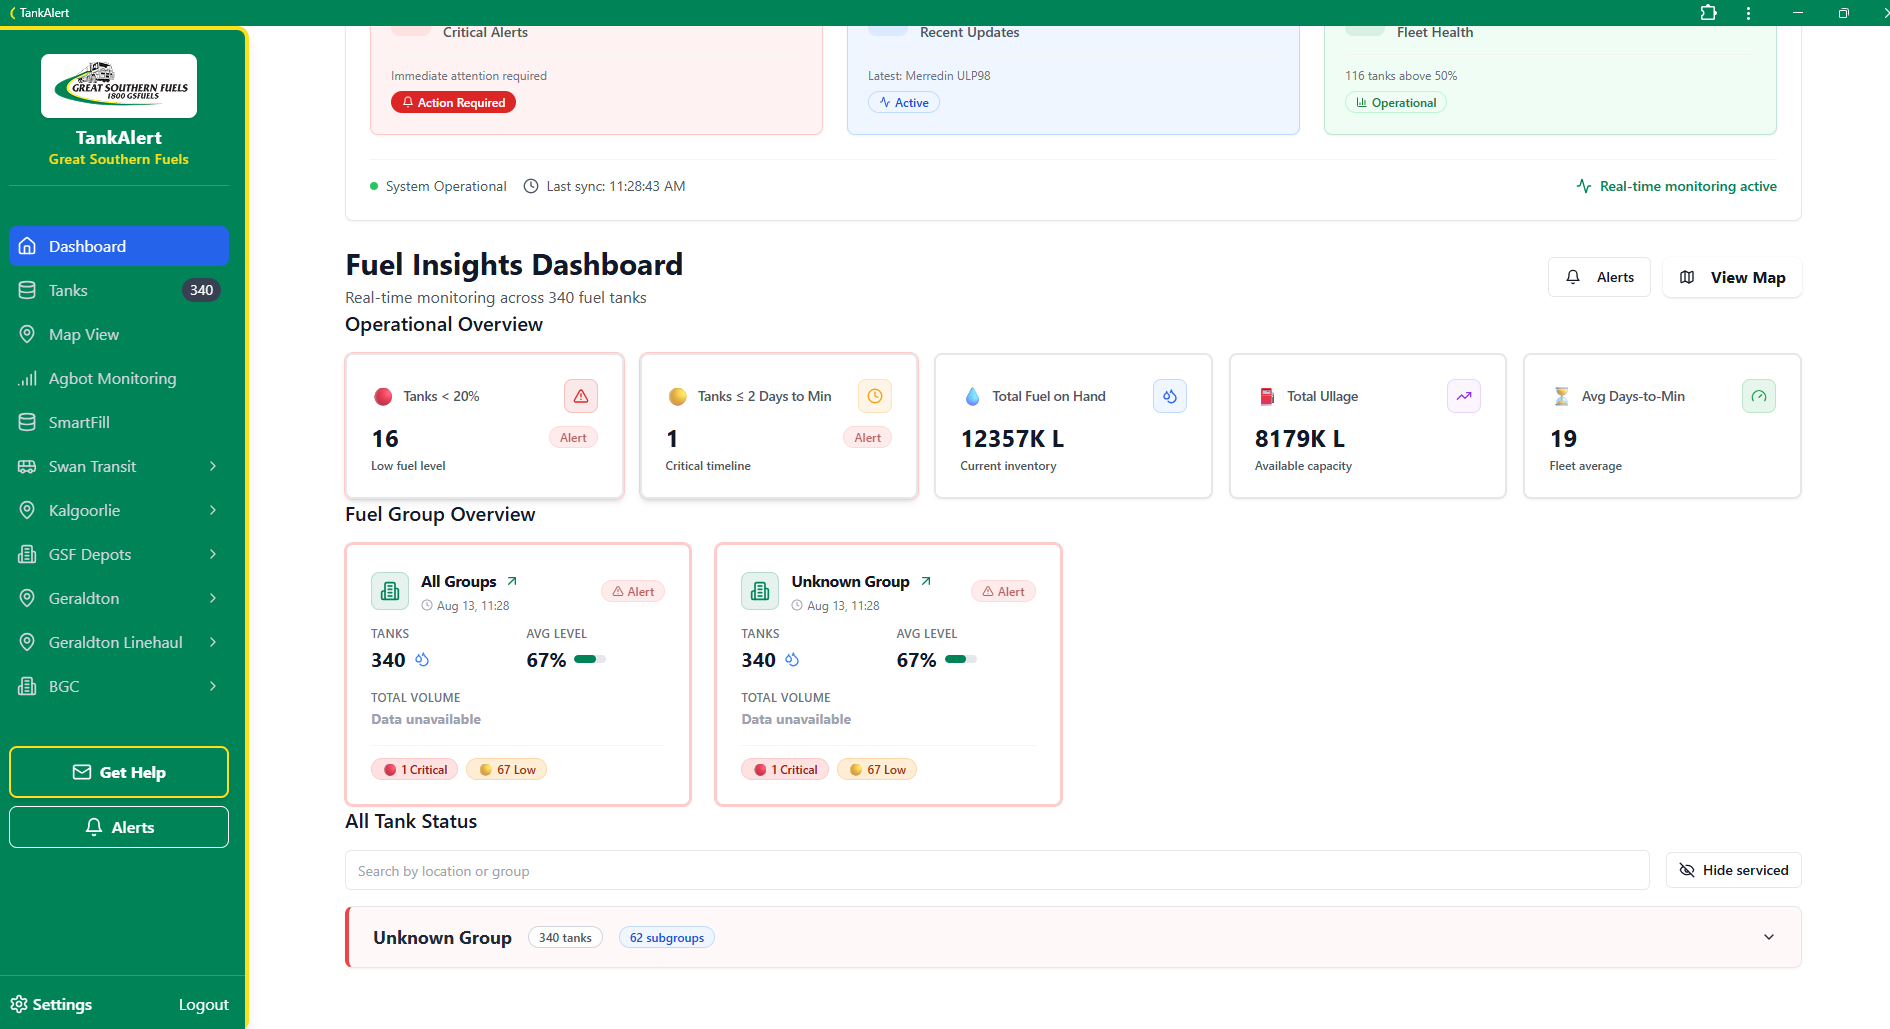 TankAlert
GREAT SOUTHERN FUELS
1800 GSFUELS
TankAlert
Great Southern Fuels
Dashboard
Tanks 340
Map View
Agbot Monitoring
SmartFill
Swan Transit
Kalgoorlie
GSF Depots
Geraldton
Geraldton Linehaul
BGC
Get Help
Alerts
Settings Logout
Critical Alerts
Immediate attention required
Action Required
Recent Updates
Latest: Merredin ULP98
Active
Fleet Health
116 tanks above 50%
Operational
System Operational Last sync: 11:28:43 AM Real-time monitoring active
Fuel Insights Dashboard
Real-time monitoring across 340 fuel tanks
Alerts View Map
Operational Overview
Tanks < 20%
16 Alert
Low fuel level
Tanks ≤ 2 Days to Min
1 Alert
Critical timeline
Total Fuel on Hand
12357K L
Current inventory
Total Ullage
8179K L
Available capacity
Avg Days-to-Min
19
Fleet average
Fuel Group Overview
All Groups Alert
Aug 13, 11:28
TANKS AVG LEVEL
340 67%
TOTAL VOLUME
Data unavailable
1 Critical 67 Low
Unknown Group Alert
Aug 13, 11:28
TANKS AVG LEVEL
340 67%
TOTAL VOLUME
Data unavailable
1 Critical 67 Low
All Tank Status
Search by location or group Hide serviced
Unknown Group 340 tanks 62 subgroups